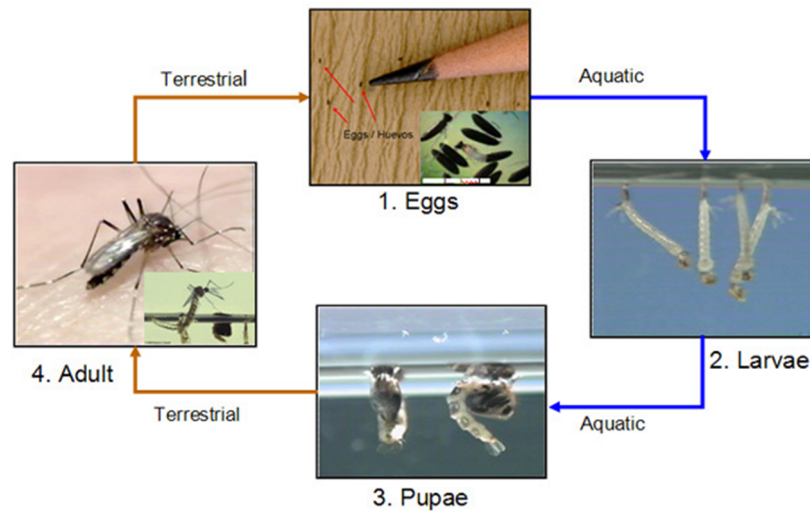 Terrestrial
Aquatic
Eggs / Huevos
1. Eggs
4. Adult
2. Larvae
Terrestrial
Aquatic
3. Pupae